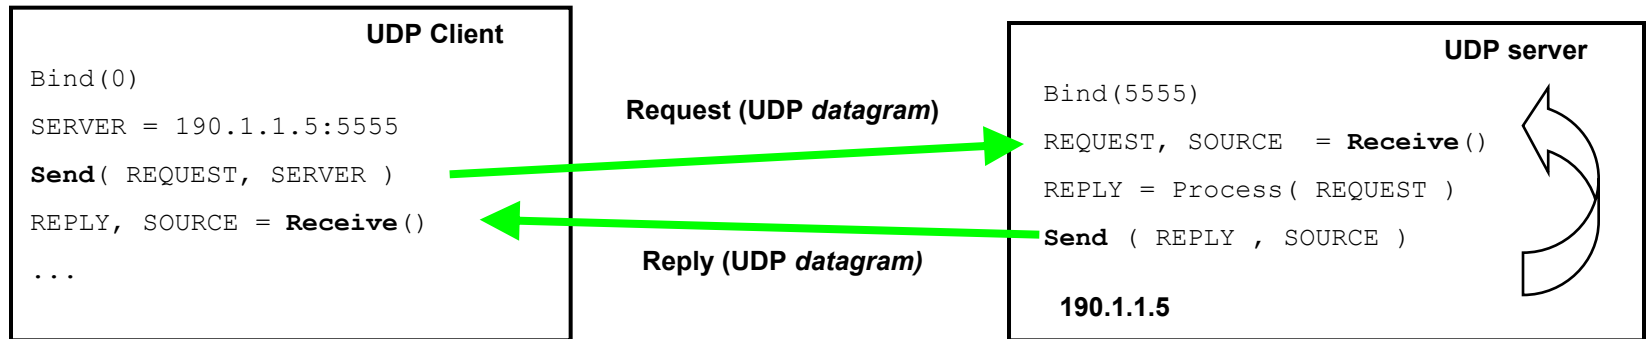 UDP Client
Bind(0)
SERVER = 190.1.1.5:5555
Send( REQUEST, SERVER )
REPLY, SOURCE = Receive()
...
Request (UDP datagram)
Reply (UDP datagram)
UDP server
Bind(5555)
REQUEST, SOURCE = Receive()
REPLY = Process( REQUEST )
Send ( REPLY , SOURCE )
190.1.1.5